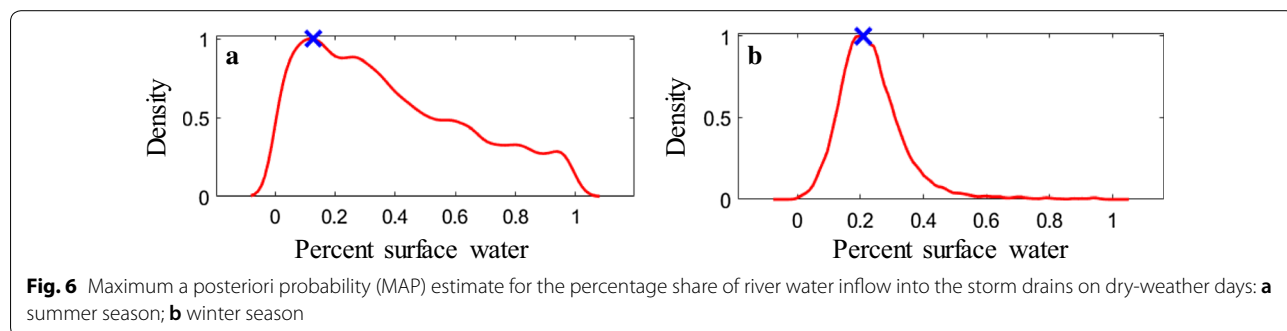 a
Density
1
0.5
0
0 0.2 0.4 0.6 0.8 1
Percent surface water
b
Density
1
0.5
0
0 0.2 0.4 0.6 0.8 1
Percent surface water
Fig. 6 Maximum a posteriori probability (MAP) estimate for the percentage share of river water inflow into the storm drains on dry-weather days: a
summer season; b winter season